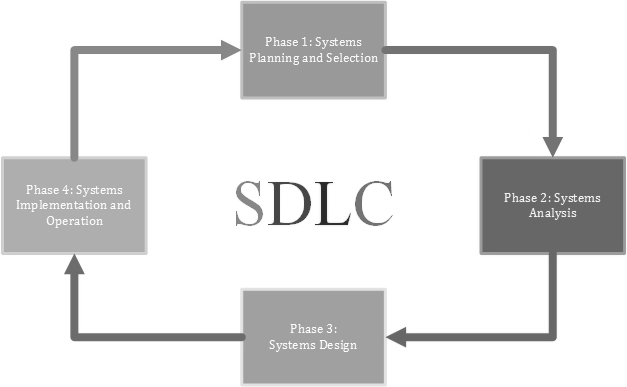 Phase 1: Systems
Planning and Selection
Phase 4: Systems
Implementation and
Operation
SDLC
Phase 2: Systems
Analysis
Phase 3:
Systems Design